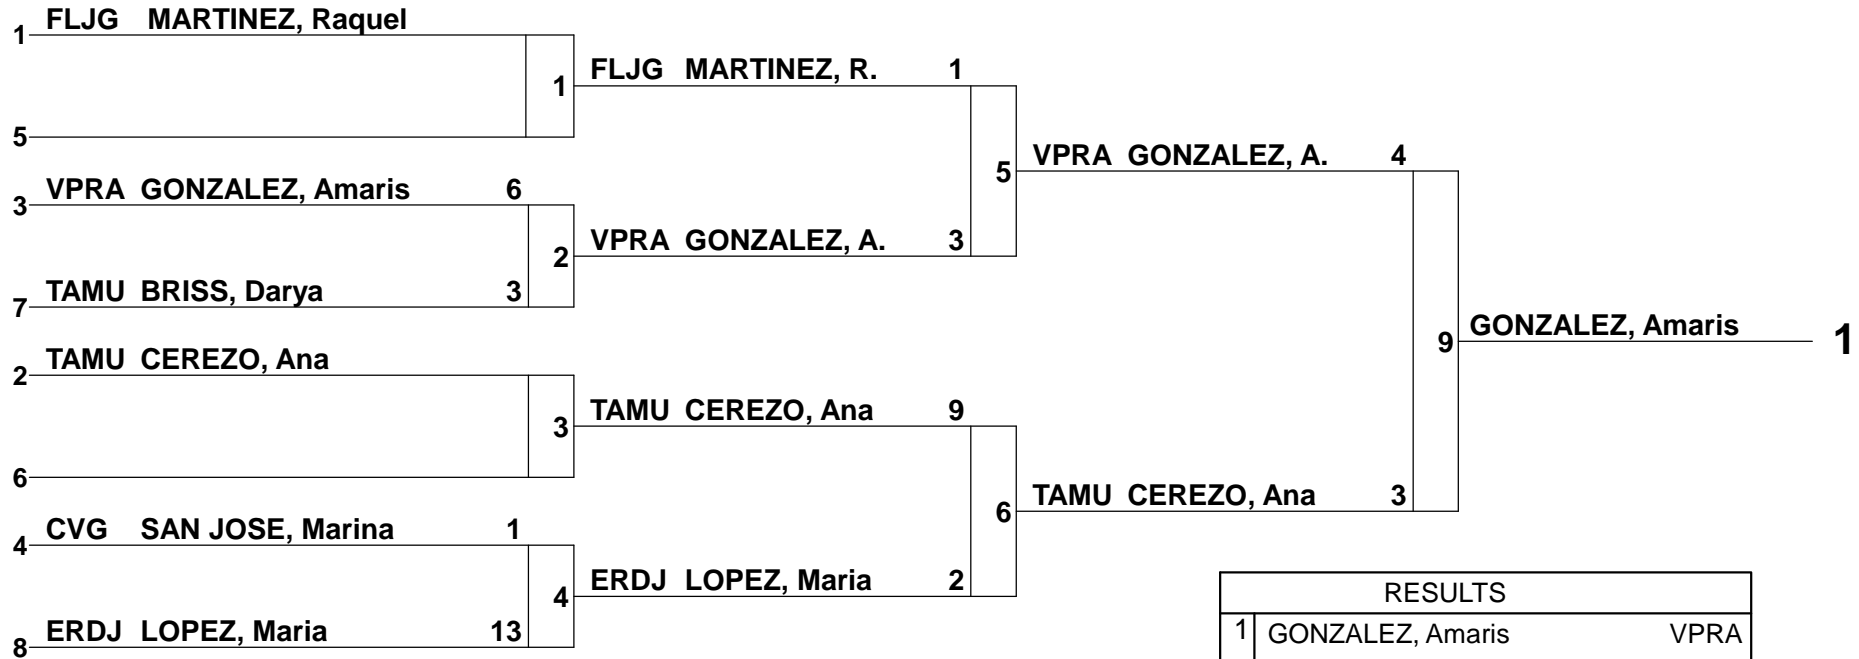 1 FLJG MARTINEZ, Raquel
1 FLJG MARTINEZ, R. 1
5
5 VPRA GONZALEZ, A. 4
3 VPRA GONZALEZ, Amaris 6
2 VPRA GONZALEZ, A. 3
7 TAMU BRISS, Darya 3
9 GONZALEZ, Amaris 1
2 TAMU CEREZO, Ana
3 TAMU CEREZO, Ana 9
6
6 TAMU CEREZO, Ana 3
4 CVG SAN JOSE, Marina 1
4 ERDJ LOPEZ, Maria 2
8 ERDJ LOPEZ, Maria 13
RESULTS
1 GONZALEZ, Amaris VPRA